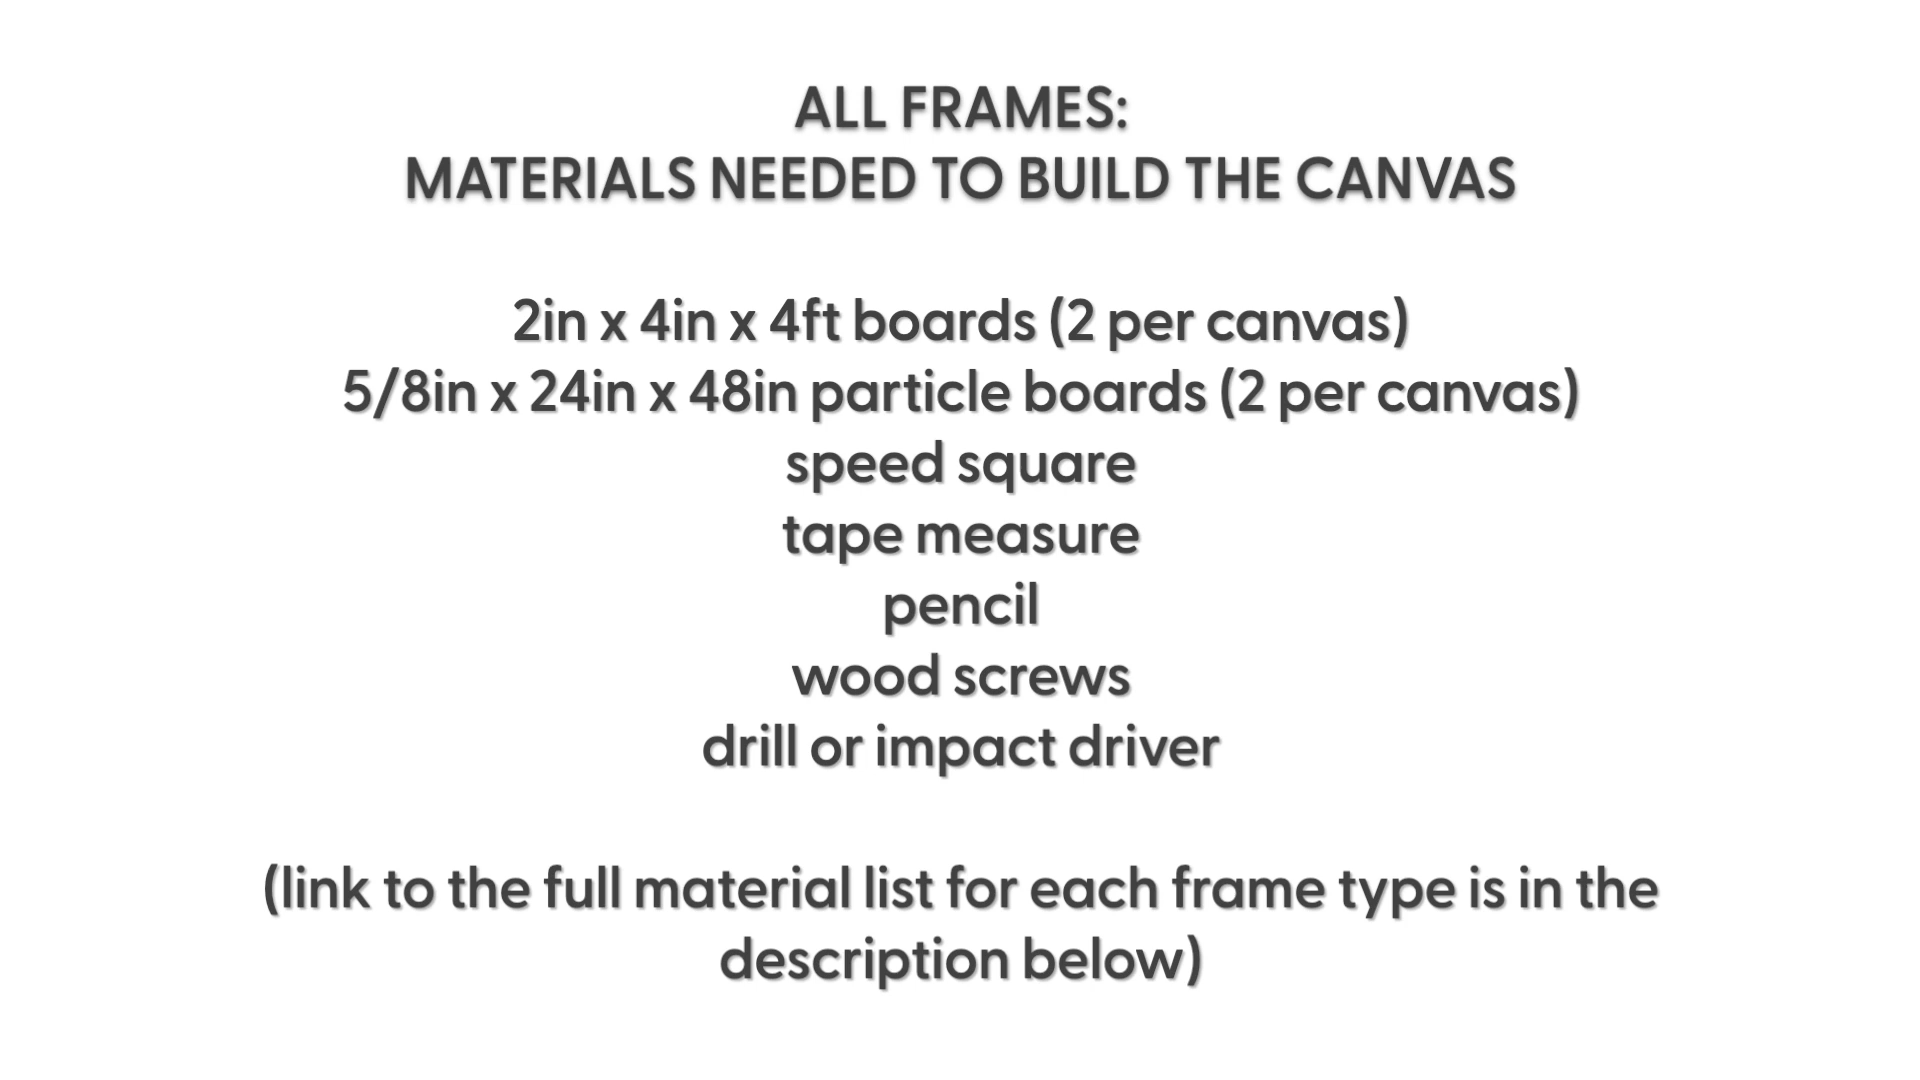 ALL FRAMES:
MATERIALS NEEDED TO BUILD THE CANVAS
2in x 4in x 4ft boards (2 per canvas)
5/8in x 24in x 48in particle boards (2 per canvas)
speed square
tape measure
pencil
wood screws
drill or impact driver
(link to the full material list for each frame type is in the
description below)